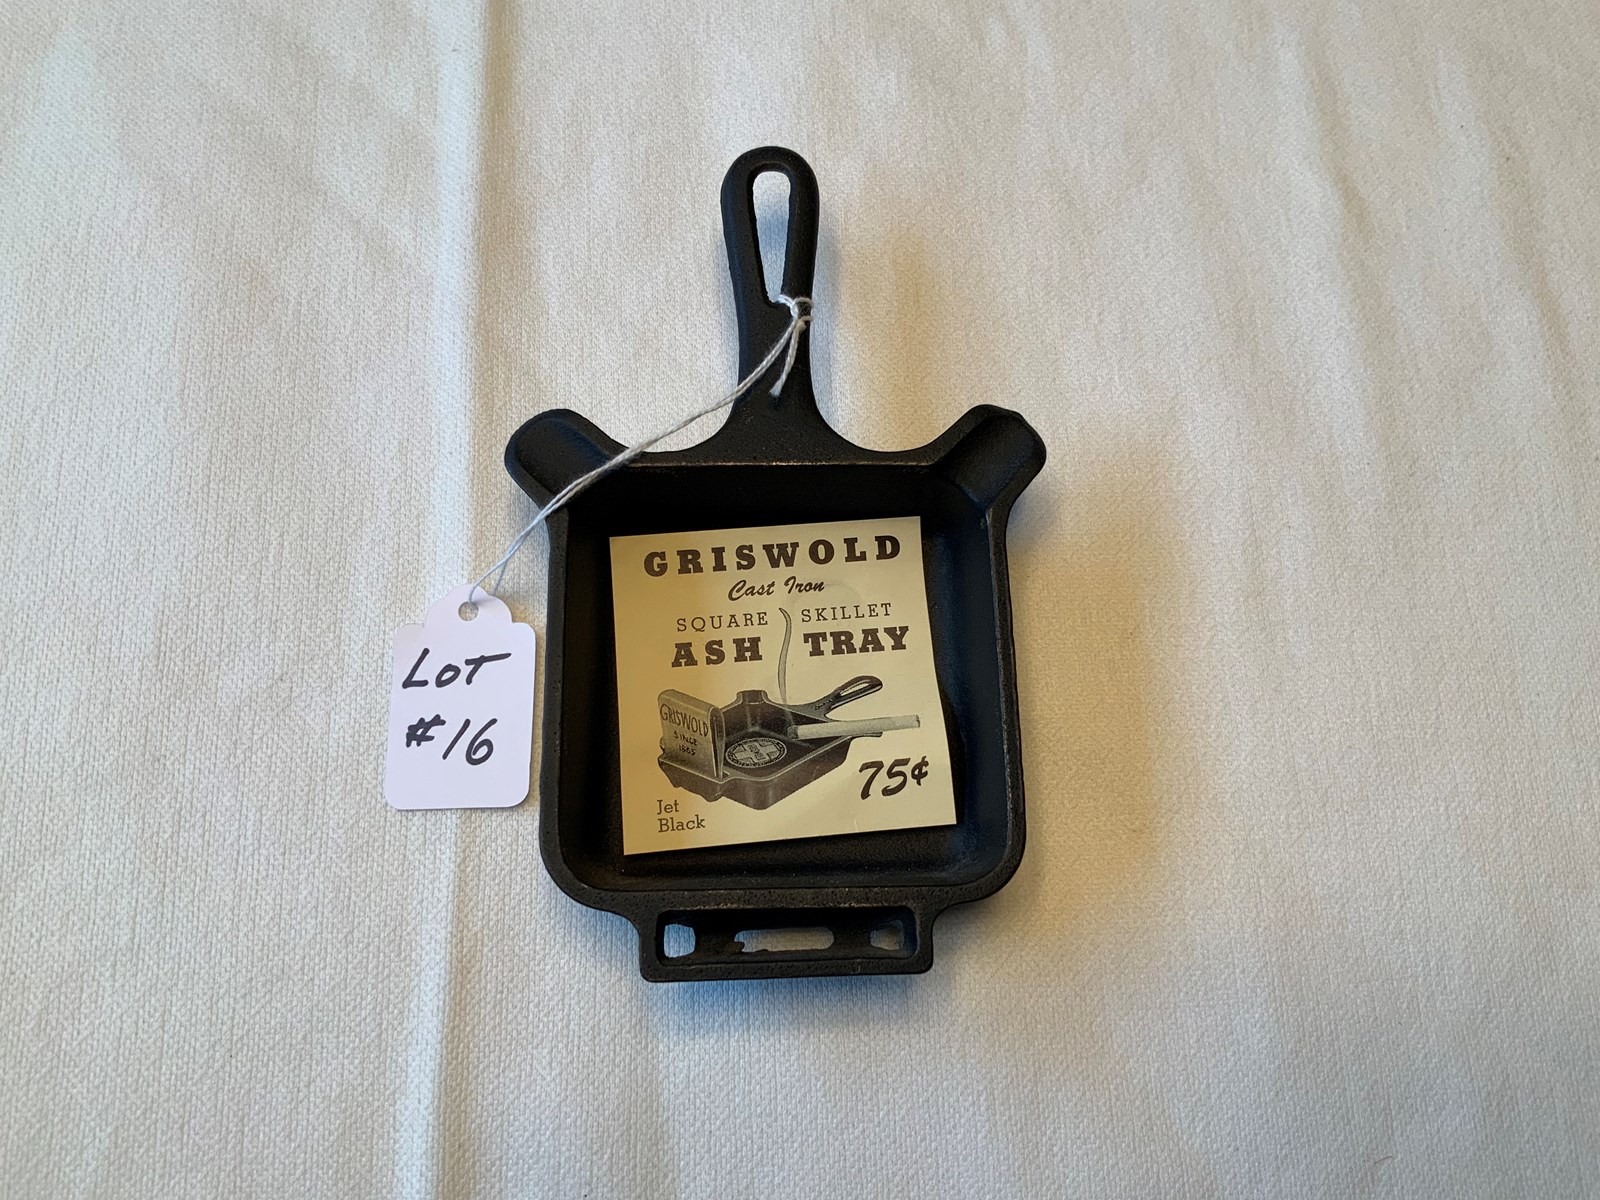 LOT
#16
GRISWOLD
Cast Iron
SQUARE SKILLET
ASH TRAY
GRISWOLD
SINCE
1865
75¢
Jet
Black